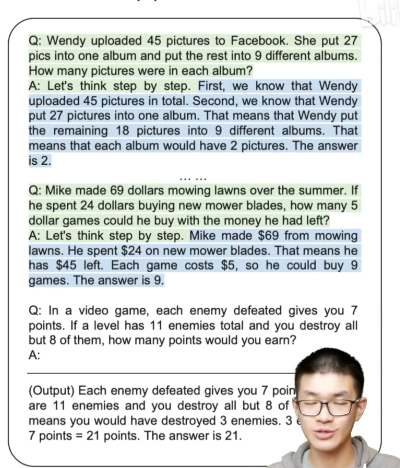 Q: Wendy uploaded 45 pictures to Facebook. She put 27
pics into one album and put the rest into 9 different albums.
How many pictures were in each album?
A: Let's think step by step. First, we know that Wendy
uploaded 45 pictures in total. Second, we know that Wendy
put 27 pictures into one album. That means that Wendy put
the remaining 18 pictures into 9 different albums. That
means that each album would have 2 pictures. The answer
is 2.
... ...
Q: Mike made 69 dollars mowing lawns over the summer. If
he spent 24 dollars buying new mower blades, how many 5
dollar games could he buy with the money he had left?
A: Let's think step by step. Mike made $69 from mowing
lawns. He spent $24 on new mower blades. That means he
has $45 left. Each game costs $5, so he could buy 9
games. The answer is 9.
Q: In a video game, each enemy defeated gives you 7
points. If a level has 11 enemies total and you destroy all
but 8 of them, how many points would you earn?
A:
(Output) Each enemy defeated gives you 7
are 11 enemies and you destroy all but 8 of
means you would have destroyed 3 enemies. 3
7 points = 21 points. The answer is 21.